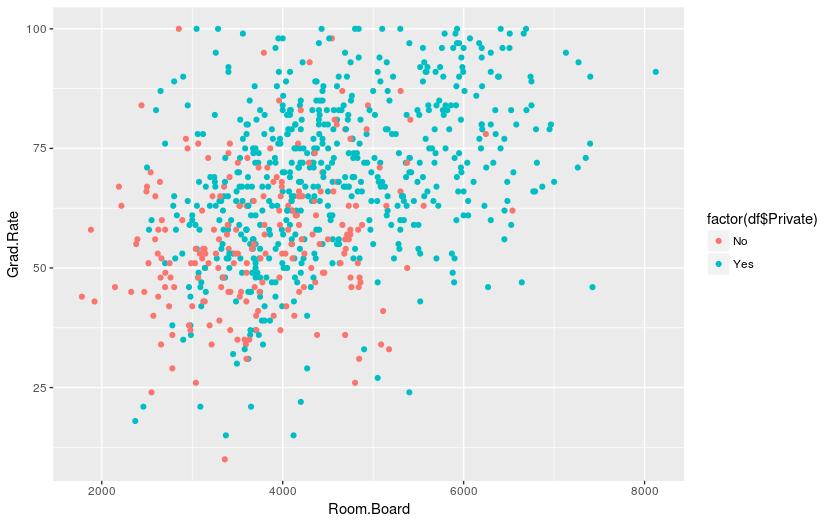 100
75
50
25
Grad.Rate
2000 4000 6000 8000
Room.Board
factor(df$Private)
No
Yes